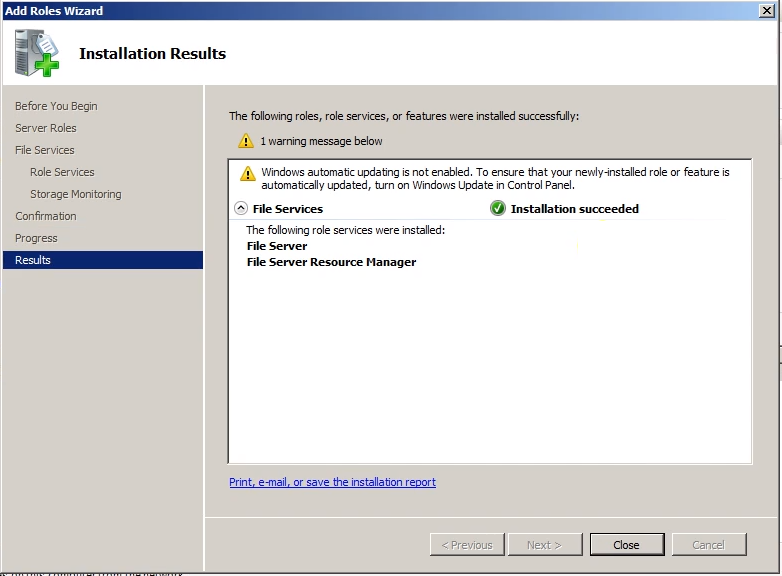 Add Roles Wizard
Installation Results
Before You Begin
Server Roles
File Services
Role Services
Storage Monitoring
Confirmation
Progress
Results
The following roles, role services, or features were installed successfully:
1 warning message below
Windows automatic updating is not enabled. To ensure that your newly-installed role or feature is
automatically updated, turn on Windows Update in Control Panel.
File Services Installation succeeded
The following role services were installed:
File Server
File Server Resource Manager
Print, e-mail, or save the installation report
< Previous Next > Close Cancel